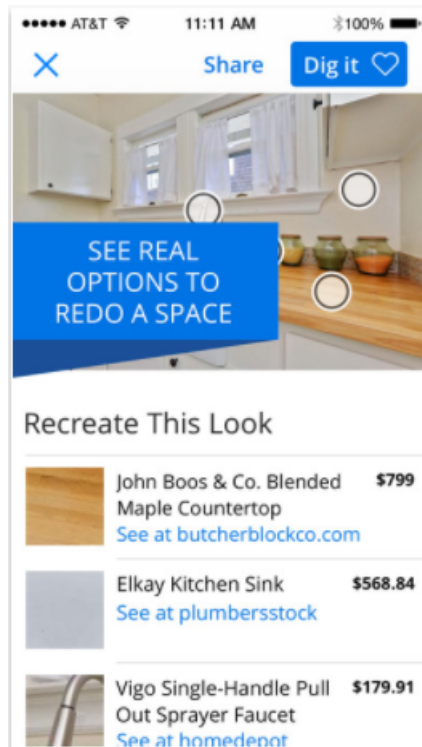 AT&T 11:11 AM 100%
Share Dig it
SEE REAL
OPTIONS TO
REDO A SPACE
Recreate This Look
John Boos & Co. Blended $799
Maple Countertop
See at butcherblockco.com
Elkay Kitchen Sink $568.84
See at plumbersstock
Vigo Single-Handle Pull $179.91
Out Sprayer Faucet
See at homedepot